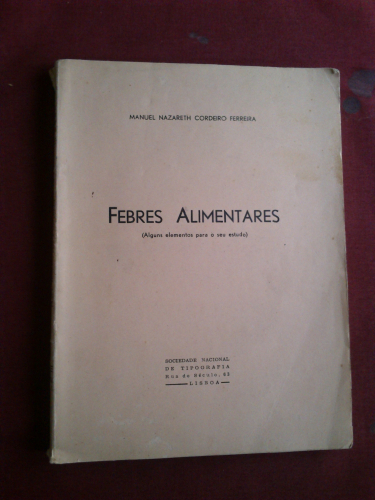 MANUEL NAZARETH CORDEIRO FERREIRA
FEBRES ALIMENTARES
(Alguns elementos para o seu estudo)
SOCIEDADE NACIONAL
DE TIPOGRAFIA
Rua do Século, 61
LISBOA